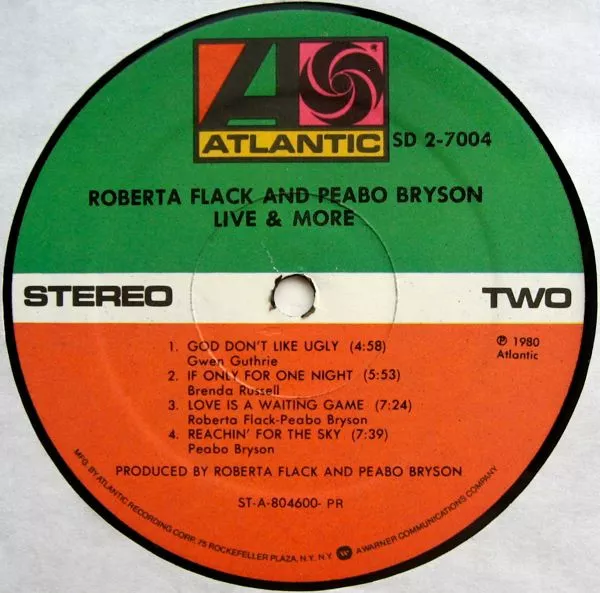 A
ATLANTIC
SD 2-7004
ROBERTA FLACK AND PEABO BRYSON
LIVE & MORE
STEREO
TWO
℗ 1980
Atlantic
1. GOD DON'T LIKE UGLY (4:58)
Gwen Guthrie
2. IF ONLY FOR ONE NIGHT (5:53)
Brenda Russell
3. LOVE IS A WAITING GAME (7:24)
Roberta Flack-Peabo Bryson
4. REACHIN' FOR THE SKY (7:39)
Peabo Bryson
PRODUCED BY ROBERTA FLACK AND PEABO BRYSON
ST-A-804600- PR
MFG. BY ATLANTIC RECORDING CORP. 75 ROCKEFELLER PLAZA, N.Y. N.Y. W A WARNER COMMUNICATIONS COMPANY